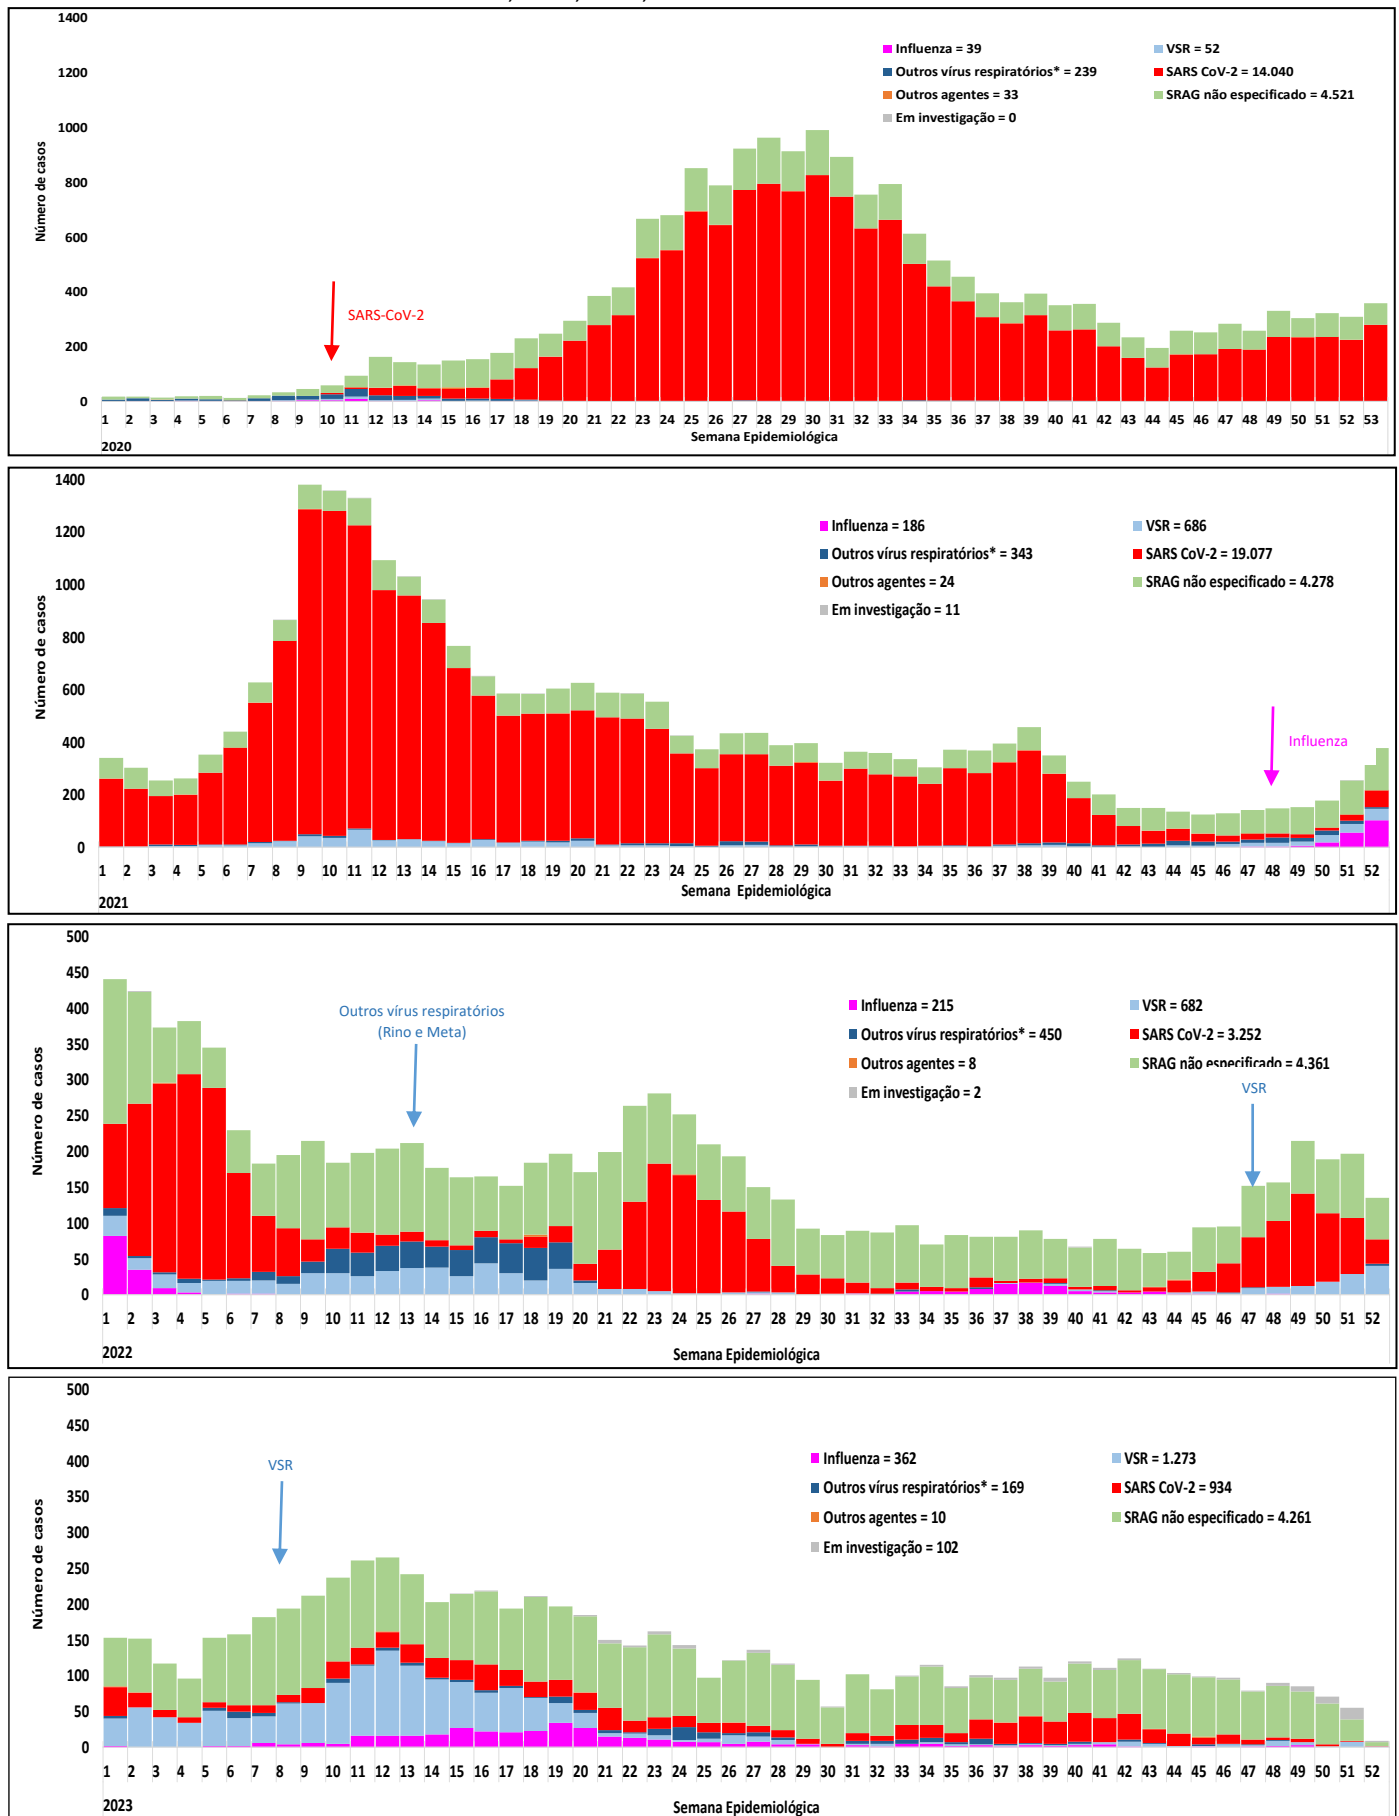 1400
1200
1000
800
600
400
200
0
Número de casos
Influenza = 39
VSR = 52
Outros vírus respiratórios* = 239
SARS CoV-2 = 14.040
Outros agentes = 33
SRAG não especificado = 4.521
Em investigação = 0
SARS-CoV-2
1 2 3 4 5 6 7 8 9 10 11 12 13 14 15 16 17 18 19 20 21 22 23 24 25 26 27 28 29 30 31 32 33 34 35 36 37 38 39 40 41 42 43 44 45 46 47 48 49 50 51 52 53
Semana Epidemiológica
2020
1400
1200
1000
800
600
400
200
0
Número de casos
Influenza = 186
VSR = 686
Outros vírus respiratórios* = 343
SARS CoV-2 = 19.077
Outros agentes = 24
SRAG não especificado = 4.278
Em investigação = 11
Influenza
1 2 3 4 5 6 7 8 9 10 11 12 13 14 15 16 17 18 19 20 21 22 23 24 25 26 27 28 29 30 31 32 33 34 35 36 37 38 39 40 41 42 43 44 45 46 47 48 49 50 51 52
Semana Epidemiológica
2021
500
450
400
350
300
250
200
150
100
50
0
Número de casos
Outros vírus respiratórios
(Rino e Meta)
Influenza = 215
VSR = 682
Outros vírus respiratórios* = 450
SARS CoV-2 = 3.252
Outros agentes = 8
SRAG não especificado = 4.361
Em investigação = 2
VSR
1 2 3 4 5 6 7 8 9 10 11 12 13 14 15 16 17 18 19 20 21 22 23 24 25 26 27 28 29 30 31 32 33 34 35 36 37 38 39 40 41 42 43 44 45 46 47 48 49 50 51 52
2022
Semana Epidemiológica
500
450
400
350
300
250
200
150
100
50
0
Número de casos
VSR
Influenza = 362
VSR = 1.273
Outros vírus respiratórios* = 169
SARS CoV-2 = 934
Outros agentes = 10
SRAG não especificado = 4.261
Em investigação = 102
1 2 3 4 5 6 7 8 9 10 11 12 13 14 15 16 17 18 19 20 21 22 23 24 25 26 27 28 29 30 31 32 33 34 35 36 37 38 39 40 41 42 43 44 45 46 47 48 49 50 51 52
2023
Semana Epidemiológica